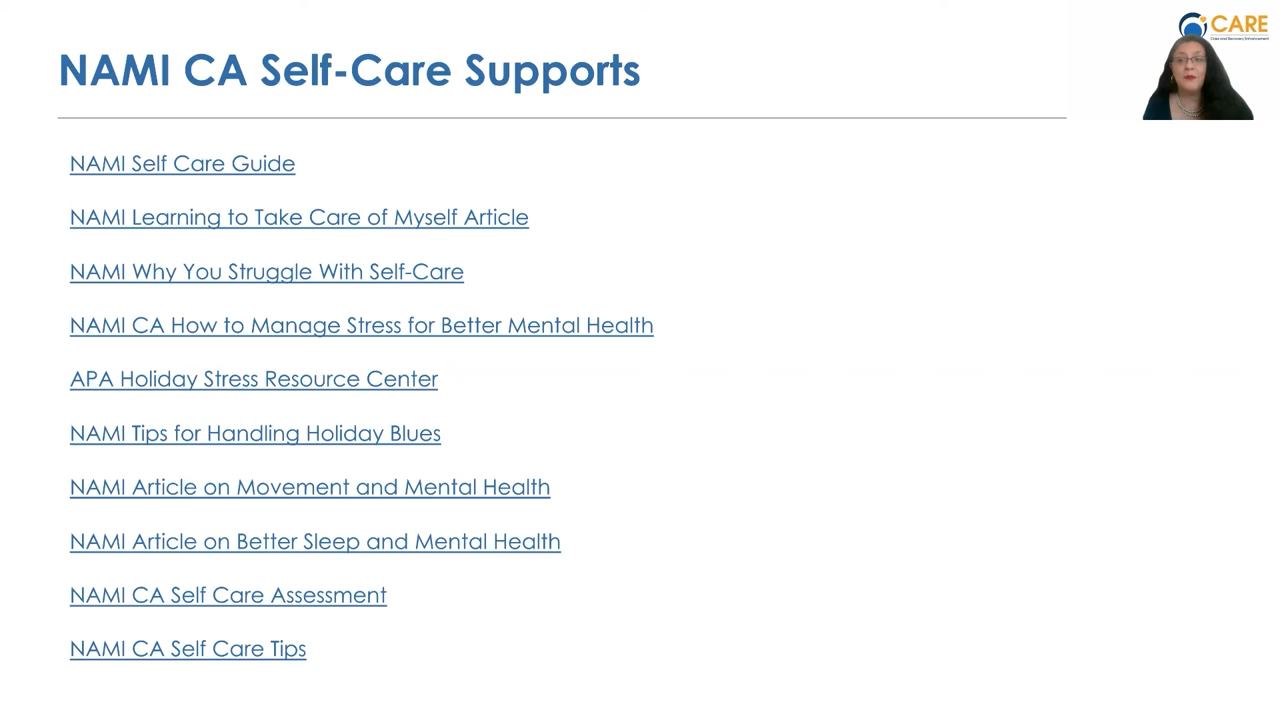 CARE
NAMI CA Self-Care Supports
NAMI Self Care Guide
NAMI Learning to Take Care of Myself Article
NAMI Why You Struggle With Self-Care
NAMI CA How to Manage Stress for Better Mental Health
APA Holiday Stress Resource Center
NAMI Tips for Handling Holiday Blues
NAMI Article on Movement and Mental Health
NAMI Article on Better Sleep and Mental Health
NAMI CA Self Care Assessment
NAMI CA Self Care Tips